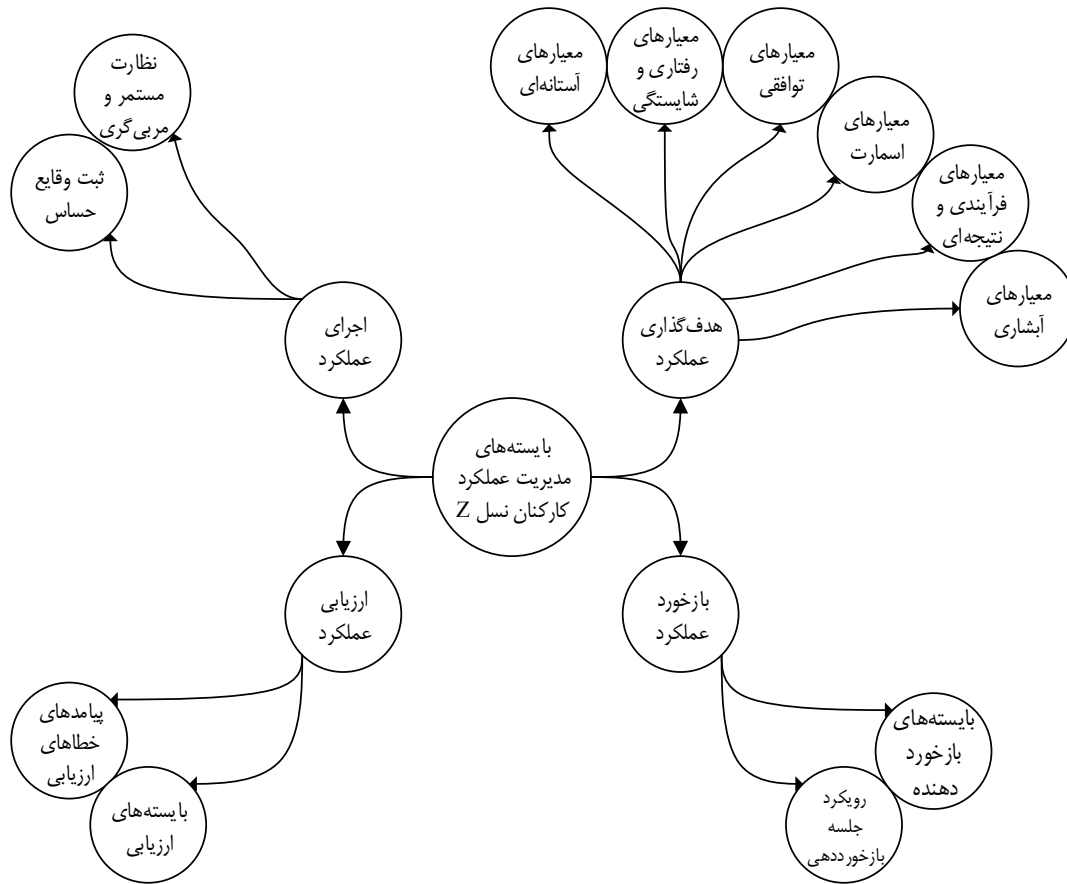 معیارهای
آستانه‌ای
معیارهای
رفتاری و
شایستگی
معیارهای
توافقی
معیارهای
اسمارت
معیارهای
فرآیندی و
نتیجه‌ای
معیارهای
آبشاری
نظارت
مستمر و
مربی‌گری
ثبت وقایع
حساس
اجرای
عملکرد
هدف‌گذاری
عملکرد
بایسته‌های
مدیریت عملکرد
کارکنان نسل Z
ارزیابی
عملکرد
بازخورد
عملکرد
پیامدهای
خطاهای
ارزیابی
بایسته‌های
ارزیابی
بایسته‌های
بازخورد
دهنده
رویکرد
جلسه
بازخورددهی